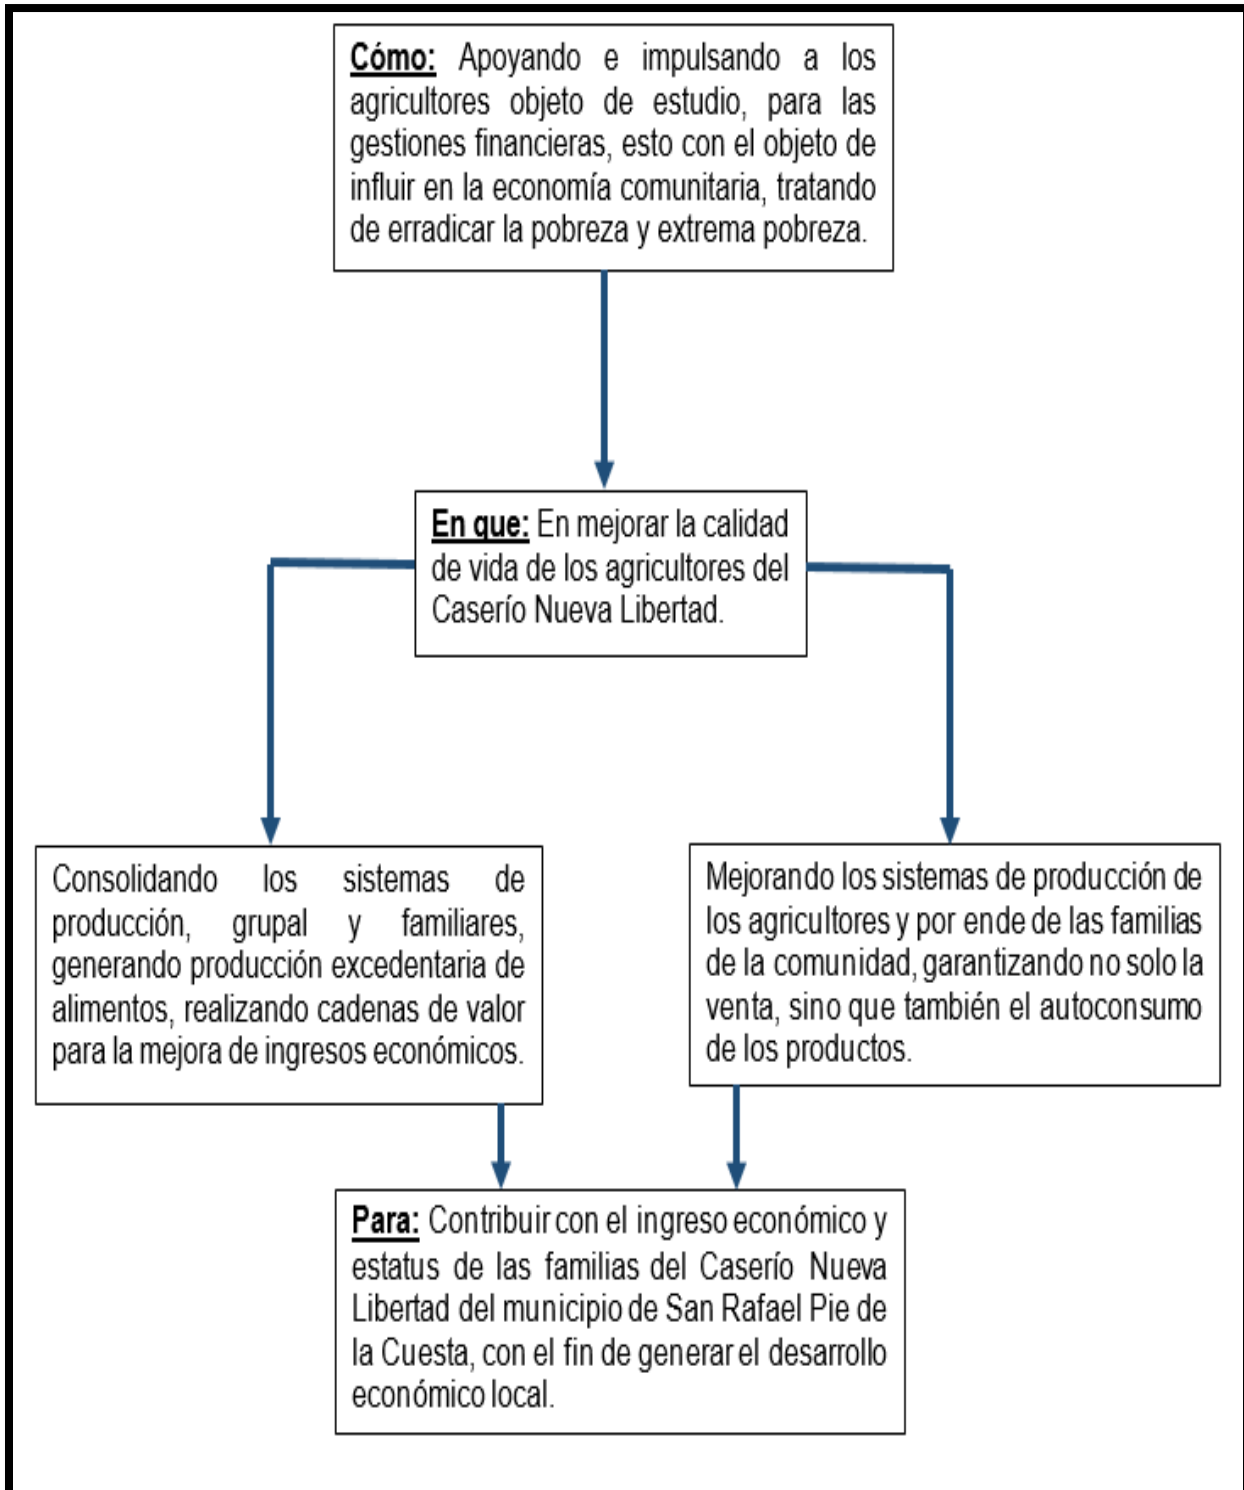 Cómo: Apoyando e impulsando a los
agricultores objeto de estudio, para las
gestiones financieras, esto con el objeto de
influir en la economía comunitaria, tratando
de erradicar la pobreza y extrema pobreza.
En que: En mejorar la calidad
de vida de los agricultores del
Caserío Nueva Libertad.
Consolidando los sistemas de
producción, grupal y familiares,
generando producción excedentaria de
alimentos, realizando cadenas de valor
para la mejora de ingresos económicos.
Mejorando los sistemas de producción de
los agricultores y por ende de las familias
de la comunidad, garantizando no solo la
venta, sino que también el autoconsumo
de los productos.
Para: Contribuir con el ingreso económico y
estatus de las familias del Caserío Nueva
Libertad del municipio de San Rafael Pie de
la Cuesta, con el fin de generar el desarrollo
económico local.